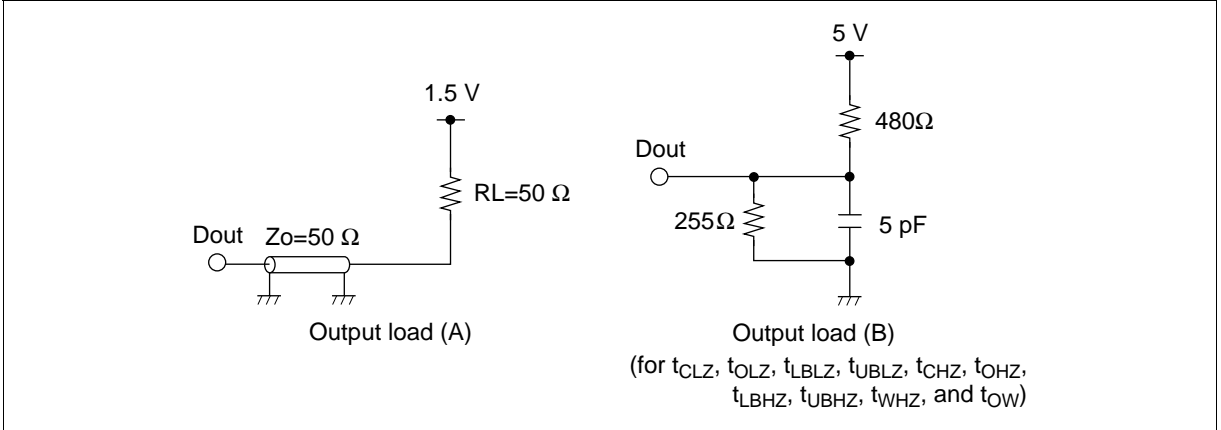 1.5 V
RL=50 Ω
Dout
Zo=50 Ω
Output load (A)
5 V
480Ω
Dout
255Ω
5 pF
Output load (B)
(for tCLZ, tOLZ, tLBLZ, tUBLZ, tCHZ, tOHZ,
tLBHZ, tUBHZ, tWHZ, and tOW)